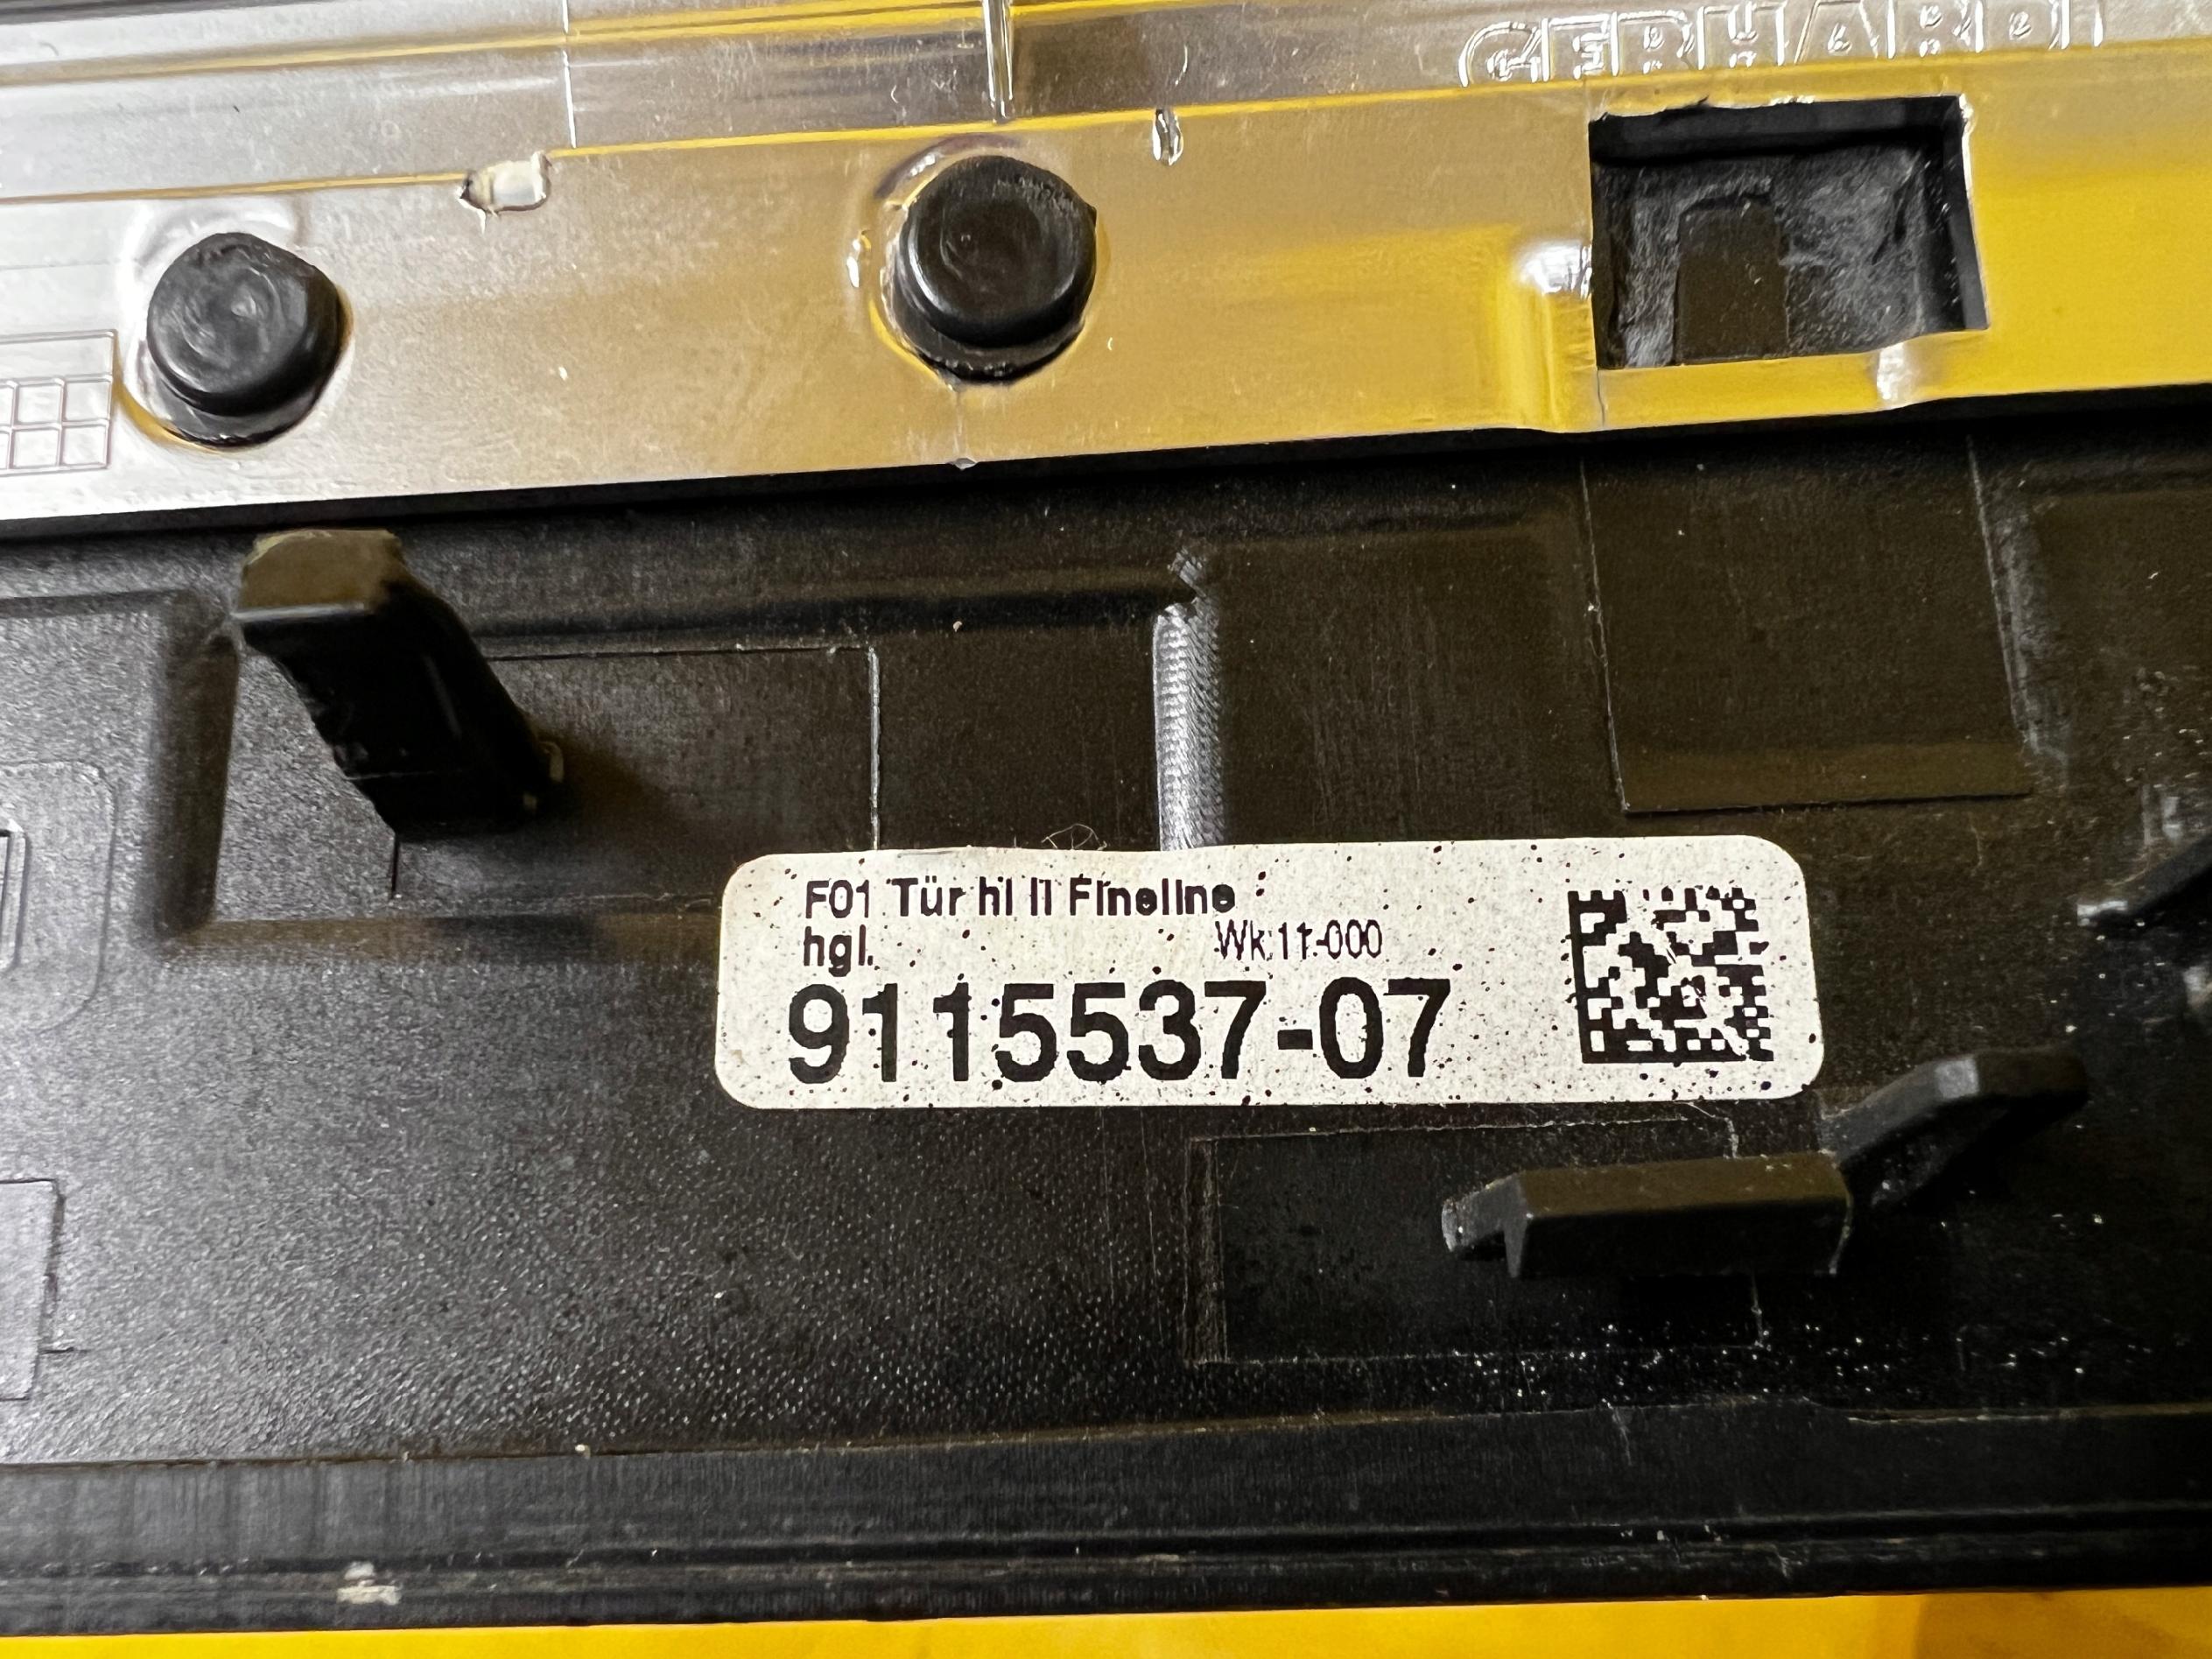 GERHARDI
F01 Tür hl li Fineline
hgl. Wk:11-000
9115537-07